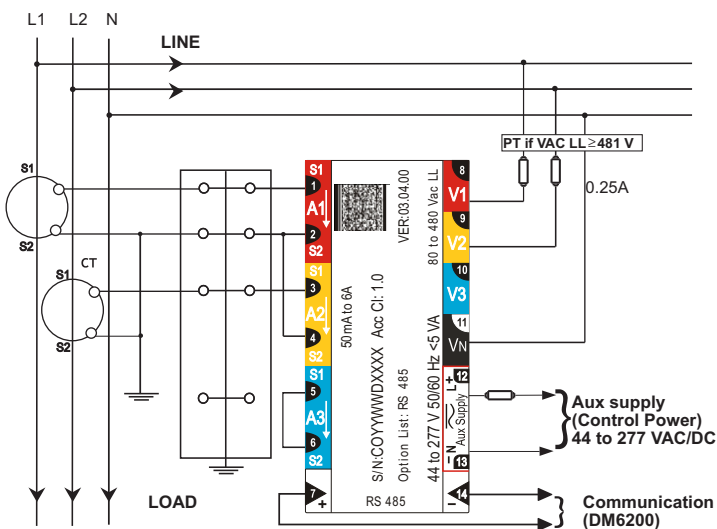 L1 L2 N
LINE
PT if VAC LL ≥481 V
0.25A
S1
S2
CT
S1
S2
S1
1
A1
2
S2
S1
3
A2
4
S2
S1
5
A3
6
S2
7
+
VER:03.04.00
50 mA to 6A
Acc Cl: 1.0
S/N:COYYWWDXXXX
Option List: RS 485
80 to 480 Vac LL
44 to 277 V 50/60 Hz <5 VA
RS 485
8
V1
9
V2
10
V3
11
VN
L+ 12
Aux Supply
– N 13
14
–
Aux supply
(Control Power)
44 to 277 VAC/DC
LOAD
Communication
(DM6200)